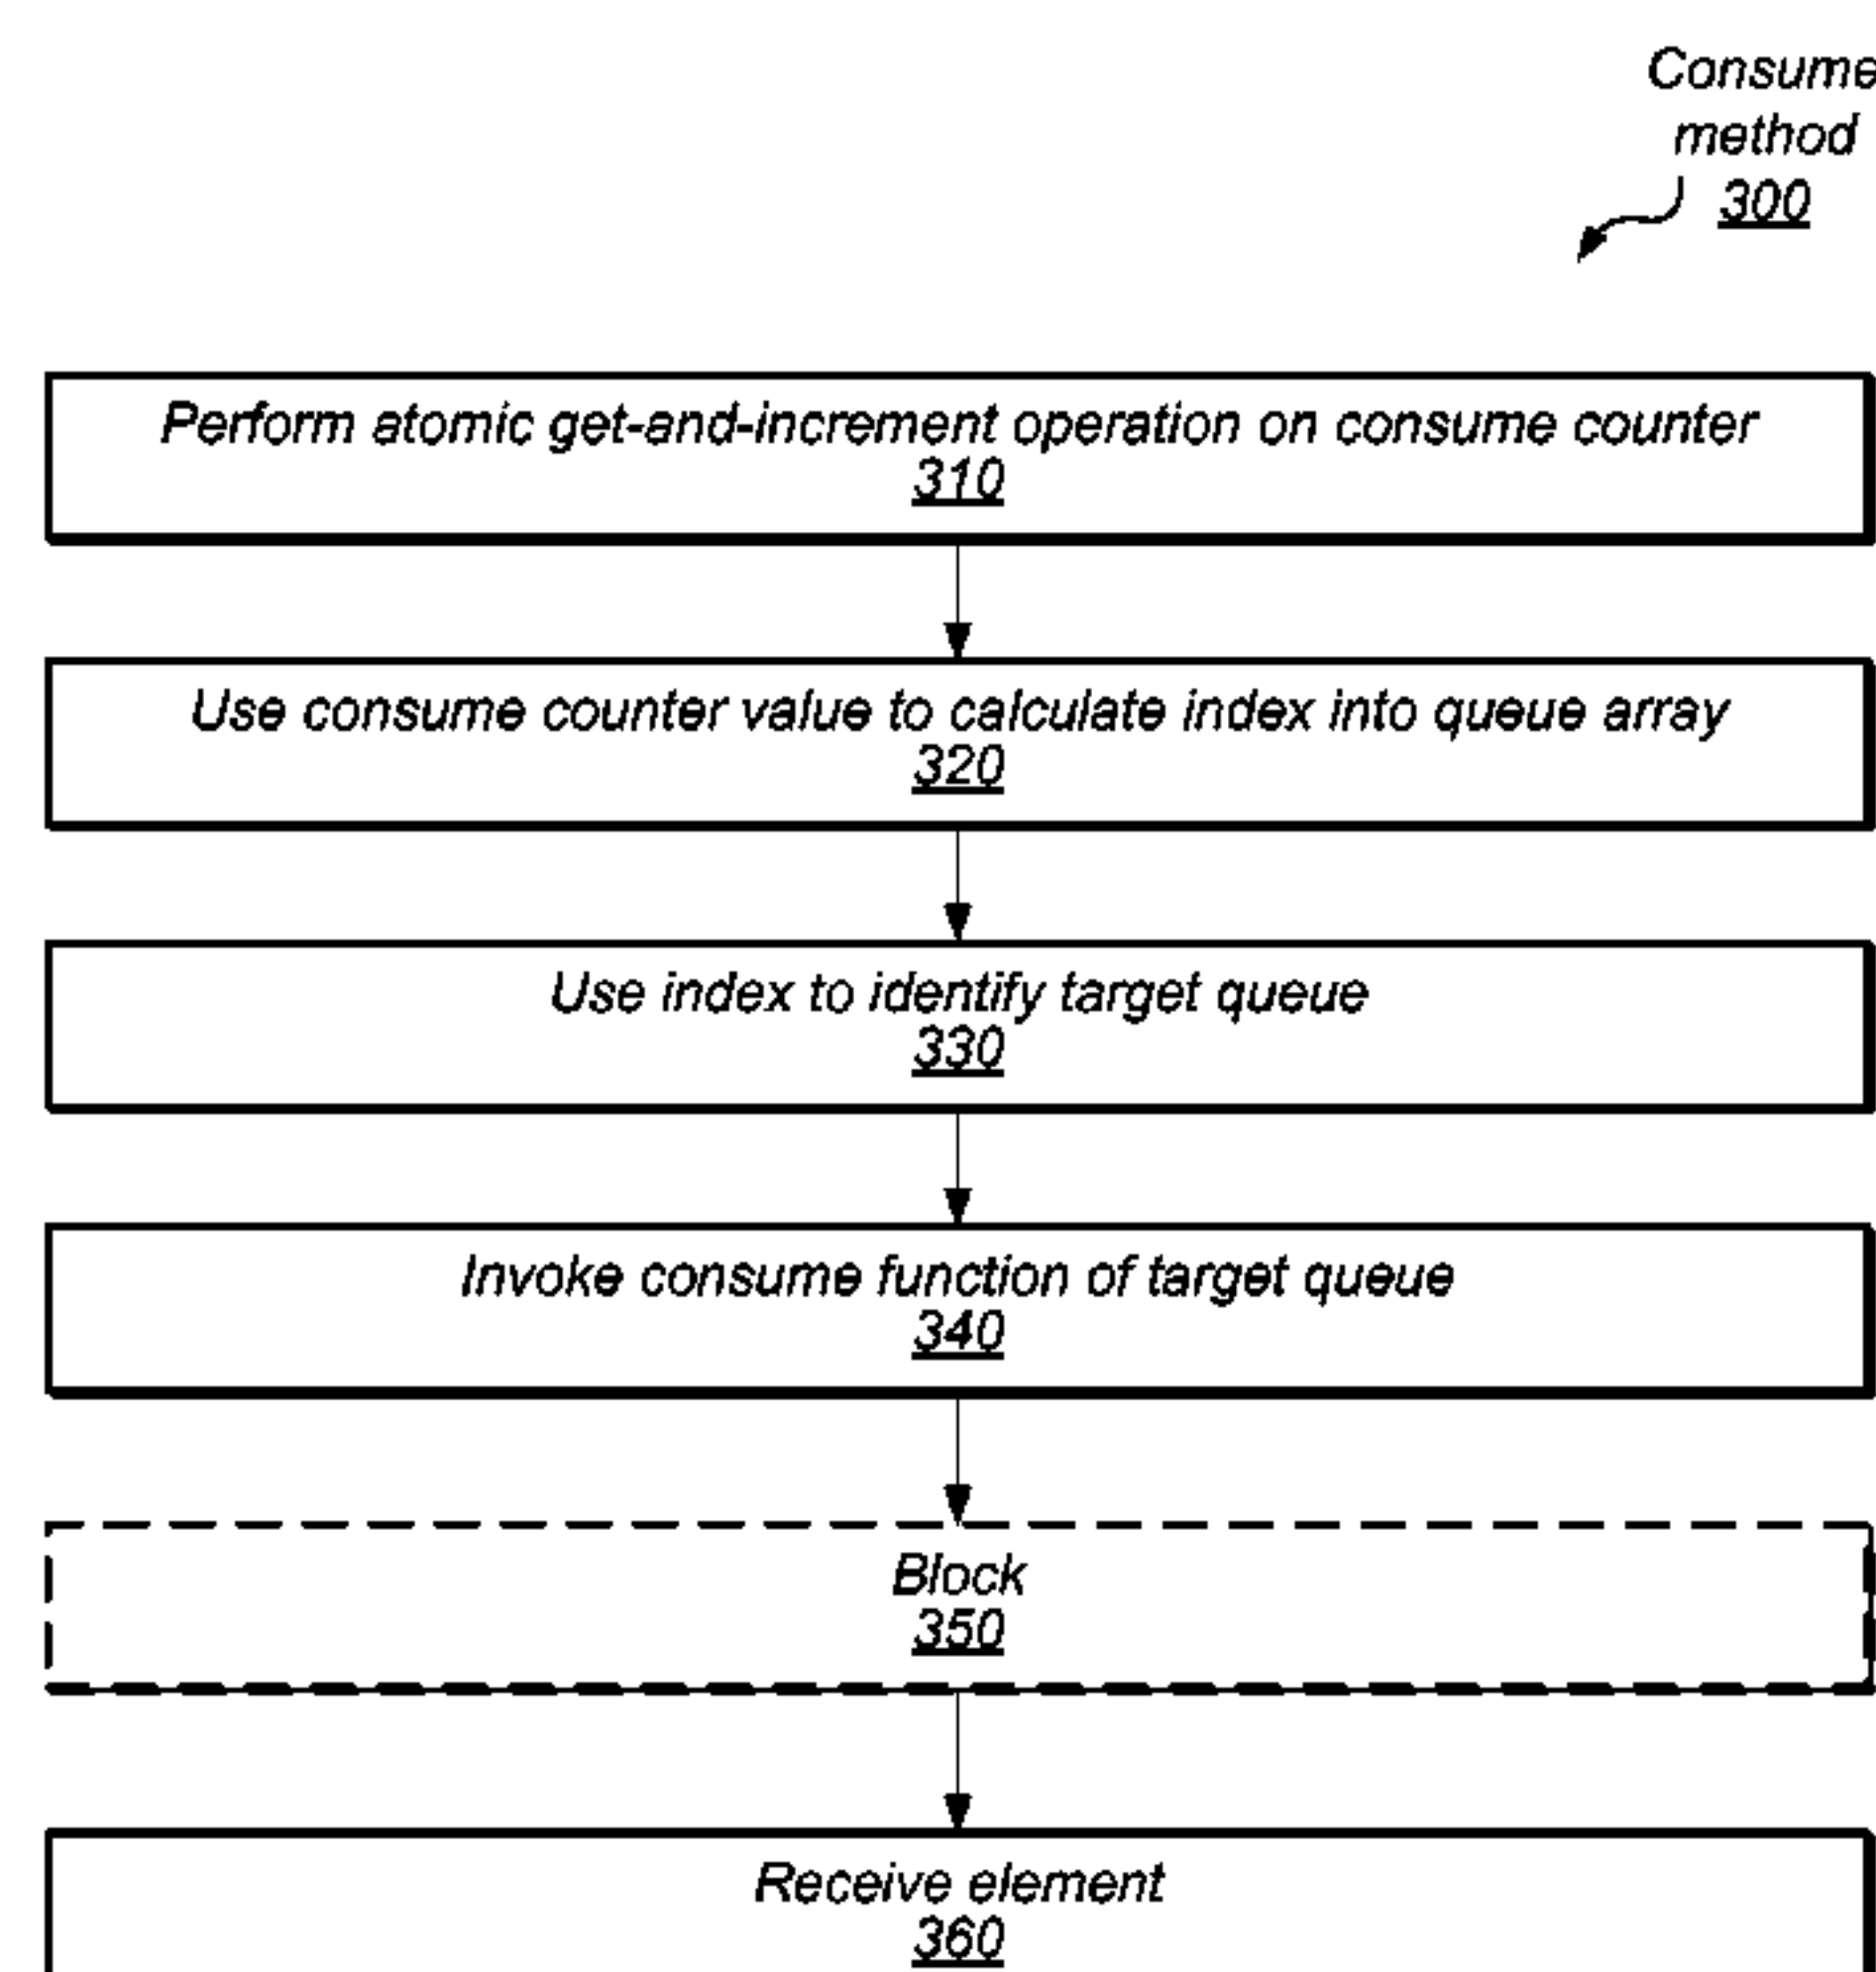 Consume
method
300
Perform atomic get-and-increment operation on consume counter
310
Use consume counter value to calculate index into queue array
320
Use index to identify target queue
330
Invoke consume function of target queue
340
Block
350
Receive element
360